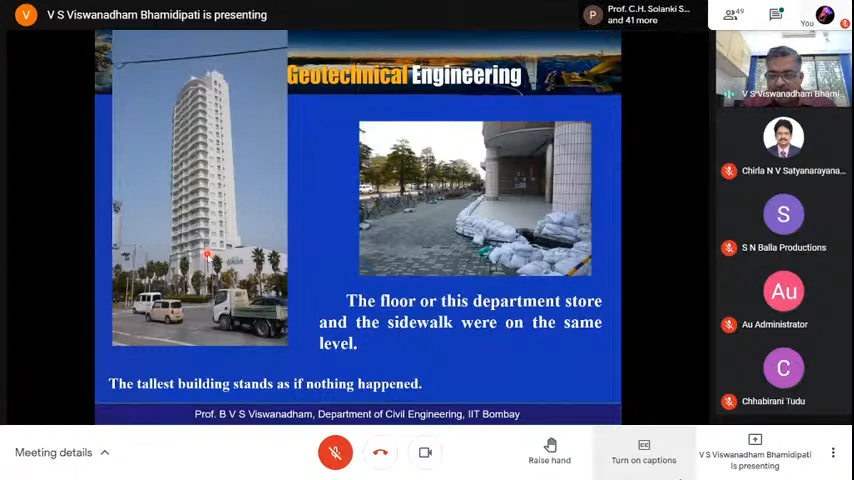 V
V S Viswanadham Bhamidipati is presenting
P
Prof. C.H. Solanki S...
and 41 more
49
You
Geotechnical Engineering
V S Viswanadham Bhami...
Chirla N V Satyanarayana...
S
S N Balla Productions
The floor or this department store
and the sidewalk were on the same
level.
Au
Au Administrator
The tallest building stands as if nothing happened.
C
Chhabirani Tudu
Prof. B V S Viswanadham, Department of Civil Engineering, IIT Bombay
Meeting details
Raise hand
Turn on captions
V S Viswanadham Bhamidipati
is presenting